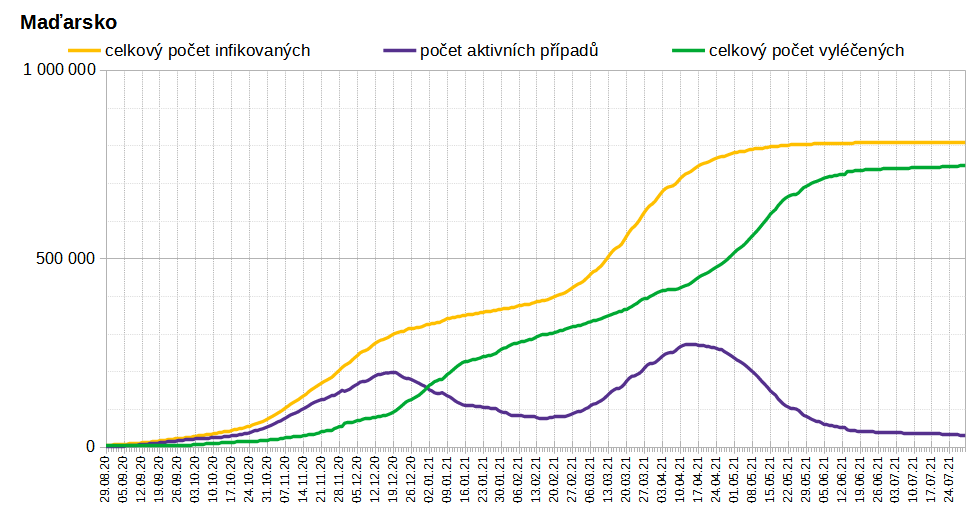 Maďarsko
celkový počet infikovaných počet aktivních případů celkový počet vyléčených
1 000 000
500 000
0
29.08.20 05.09.20 12.09.20 19.09.20 26.09.20 03.10.20 10.10.20 17.10.20 24.10.20 31.10.20 07.11.20 14.11.20 21.11.20 28.11.20 05.12.20 12.12.20 19.12.20 26.12.20 02.01.21 09.01.21 16.01.21 23.01.21 30.01.21 06.02.21 13.02.21 20.02.21 27.02.21 06.03.21 13.03.21 20.03.21 27.03.21 03.04.21 10.04.21 17.04.21 24.04.21 01.05.21 08.05.21 15.05.21 22.05.21 29.05.21 05.06.21 12.06.21 19.06.21 26.06.21 03.07.21 10.07.21 17.07.21 24.07.21